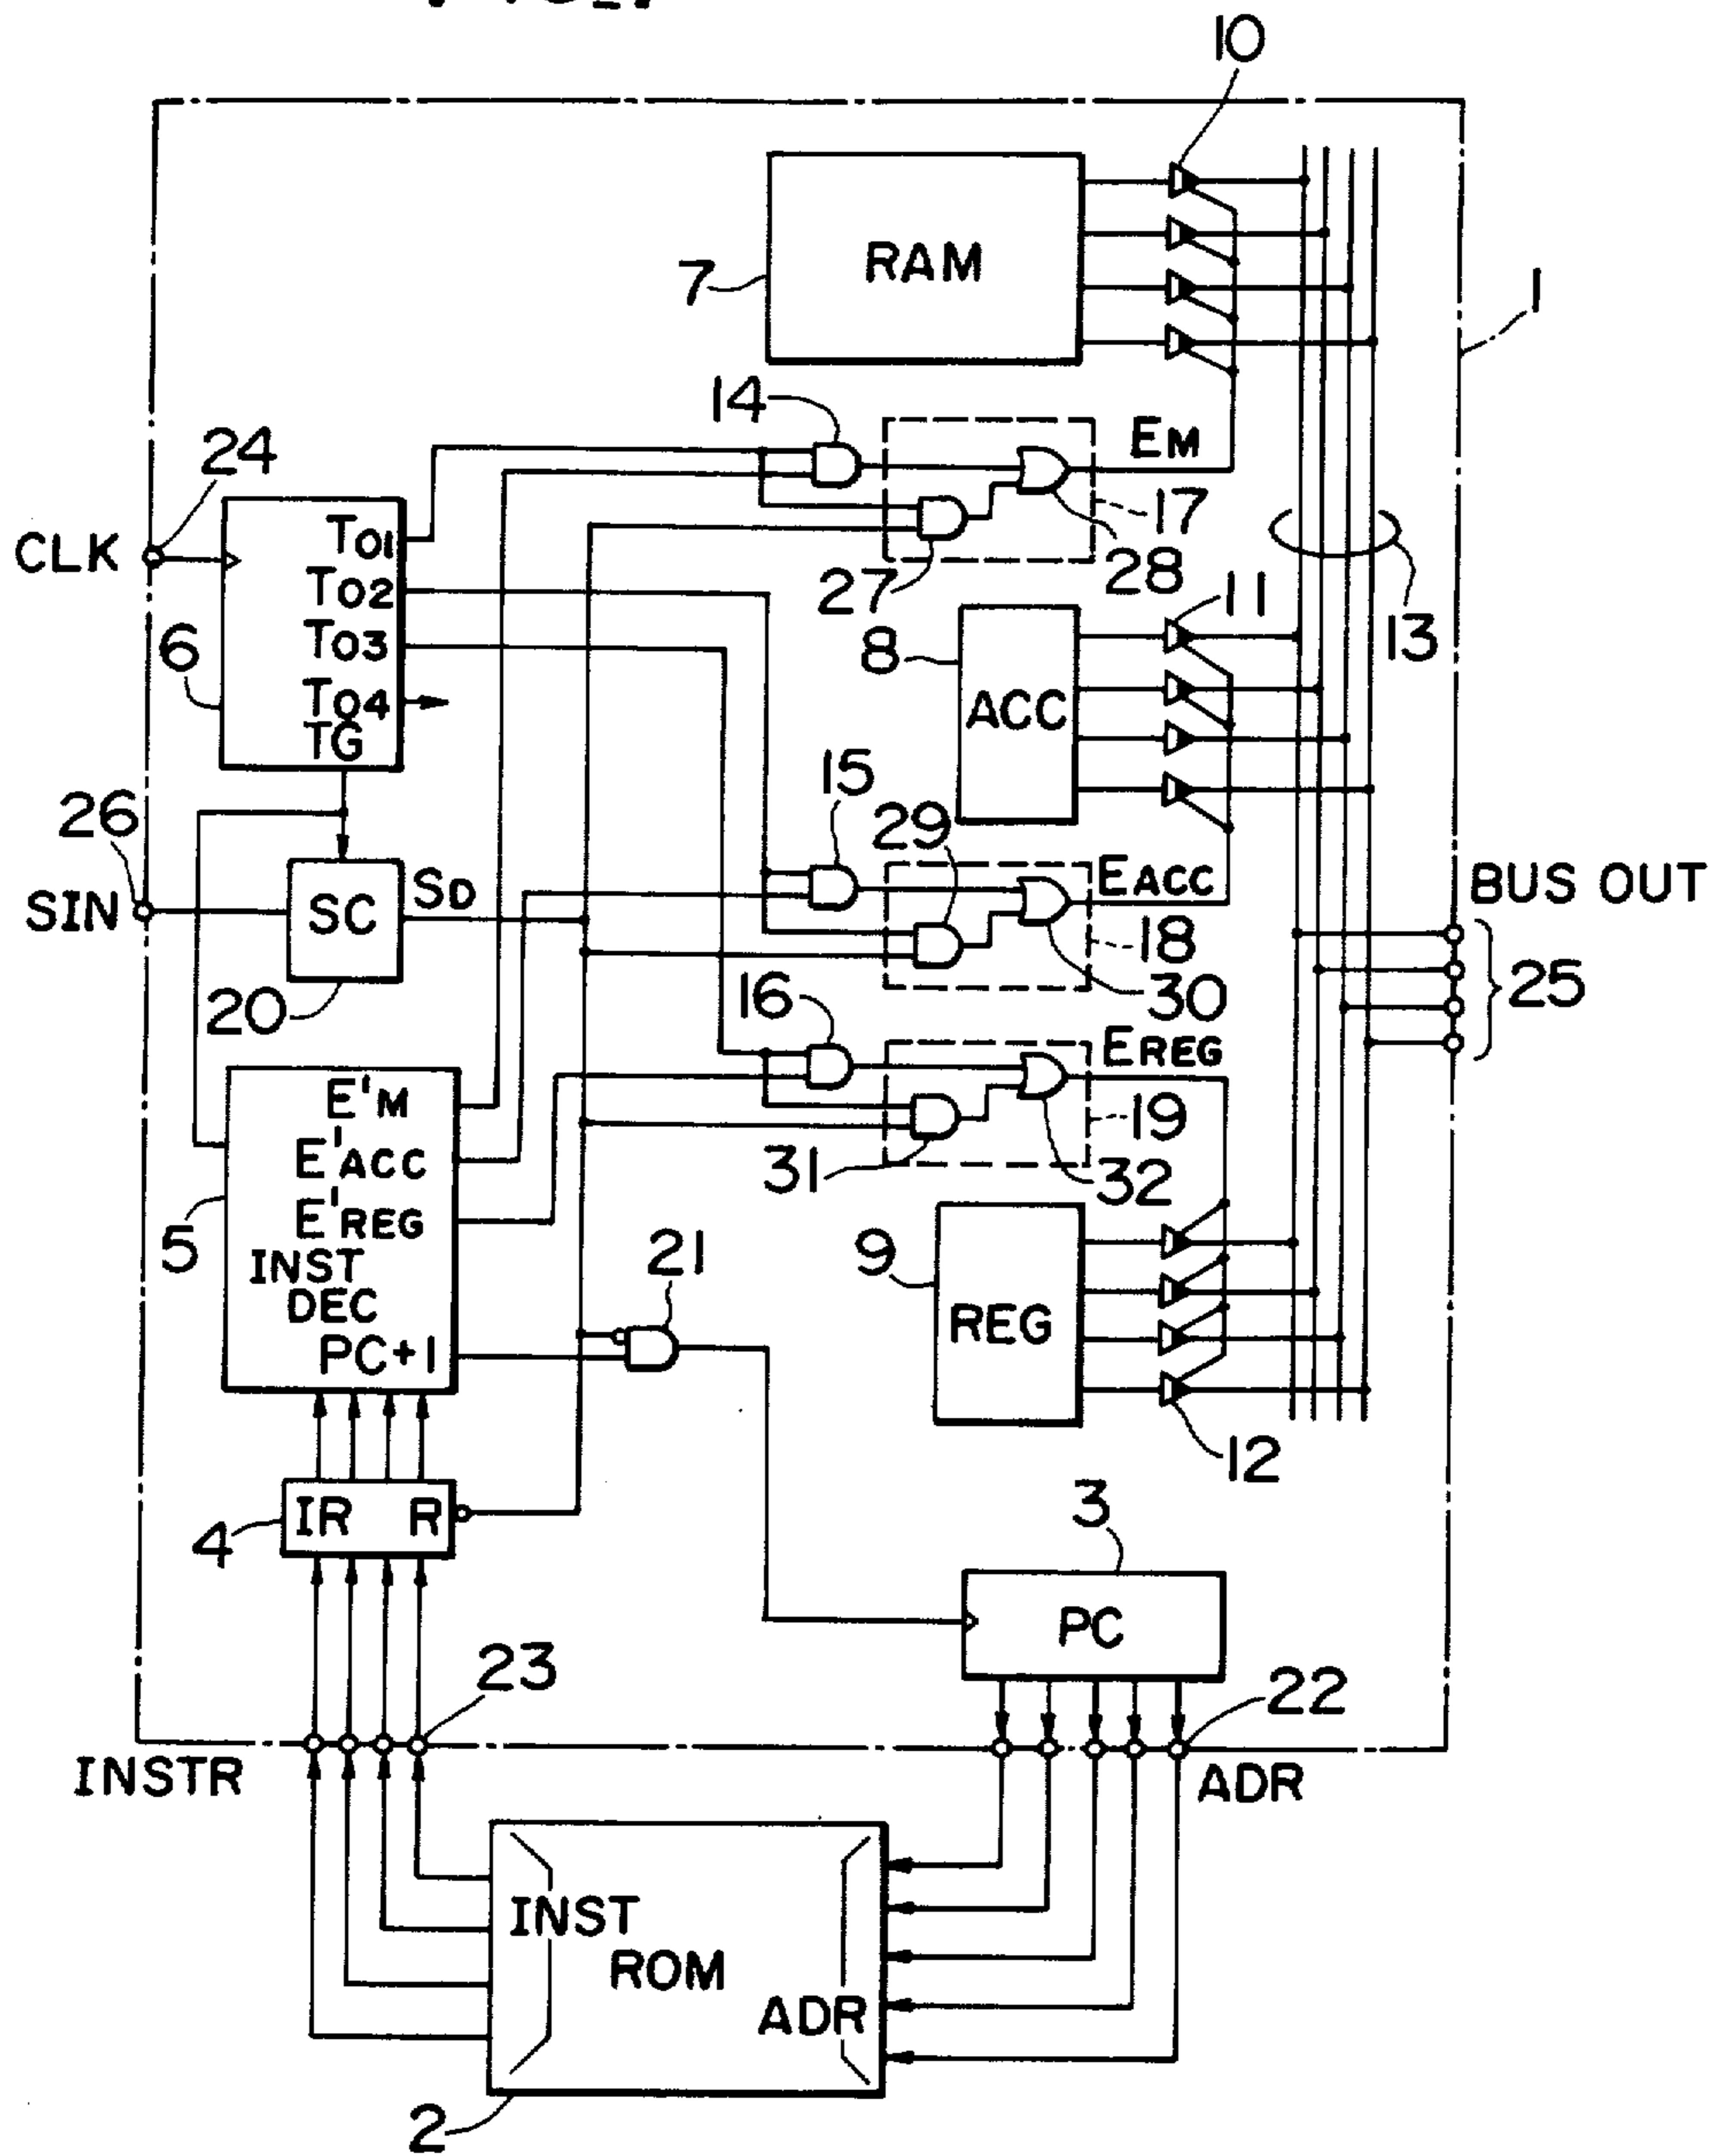 10
RAM
7
1
14
EM
24
17
CLK
TO1
TO2
TO3
TO4
TG
6
27
28
11
13
8
ACC
15
26
29
SIN
SC
SD
EACC
BUS OUT
18
25
20
16
30
EREG
E'M
E'ACC
E'REG
INST
DEC
PC+1
5
19
31
32
21
9
REG
12
IR R
4
3
PC
23
22
INSTR
ADR
INST
ROM
ADR
2